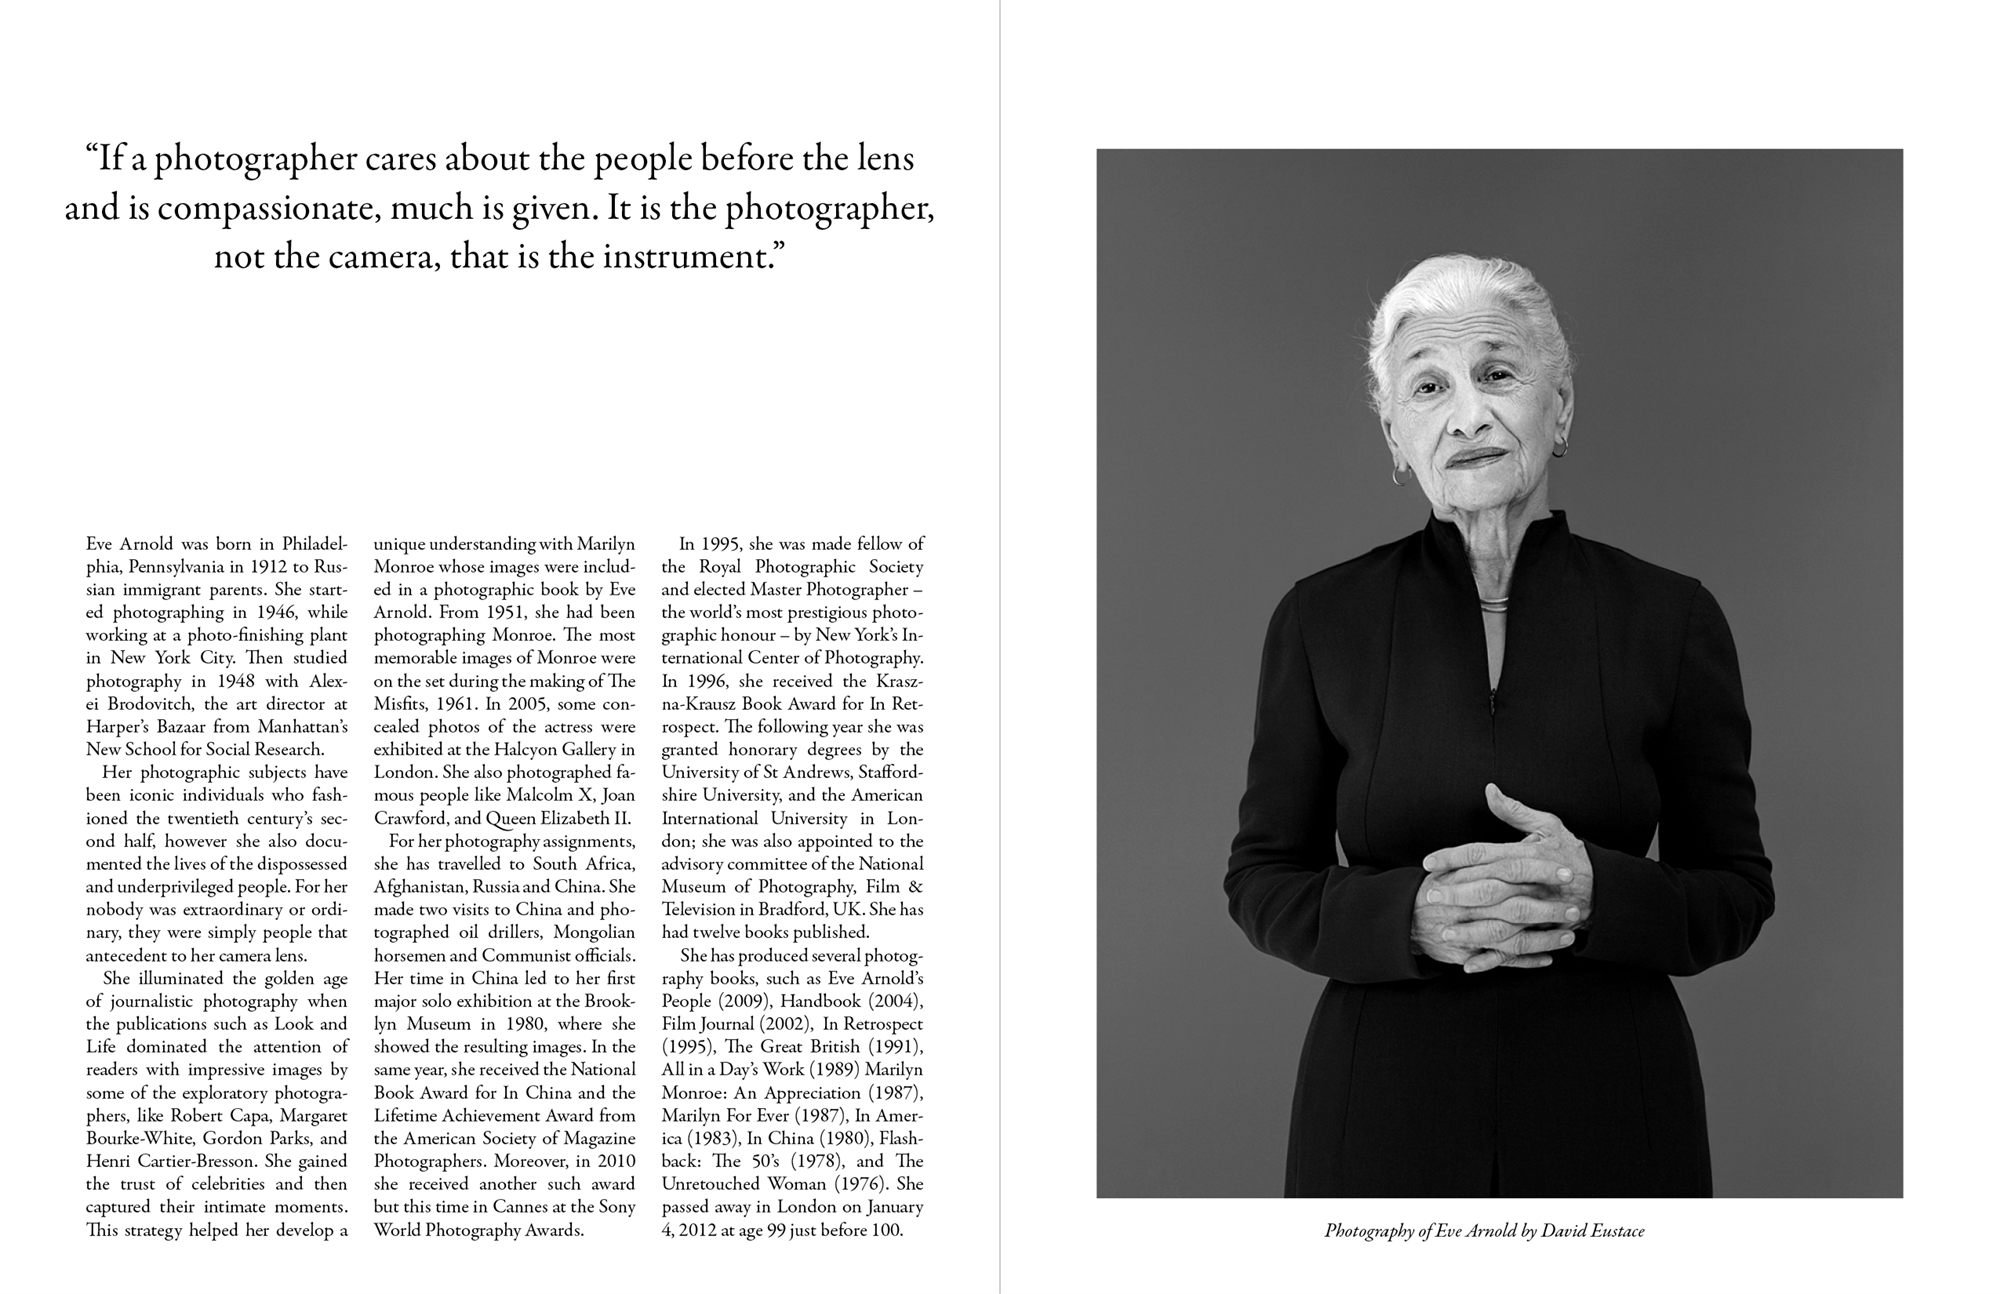 “If a photographer cares about the people before the lens
and is compassionate, much is given. It is the photographer,
not the camera, that is the instrument.”
Eve Arnold was born in Philadel-
phia, Pennsylvania in 1912 to Rus-
sian immigrant parents. She start-
ed photographing in 1946, while
working at a photo-finishing plant
in New York City. Then studied
photography in 1948 with Alex-
ei Brodovitch, the art director at
Harper’s Bazaar from Manhattan’s
New School for Social Research.
Her photographic subjects have
been iconic individuals who fash-
ioned the twentieth century’s sec-
ond half, however she also docu-
mented the lives of the dispossessed
and underprivileged people. For her
nobody was extraordinary or ordi-
nary, they were simply people that
antecedent to her camera lens.
She illuminated the golden age
of journalistic photography when
the publications such as Look and
Life dominated the attention of
readers with impressive images by
some of the exploratory photogra-
phers, like Robert Capa, Margaret
Bourke-White, Gordon Parks, and
Henri Cartier-Bresson. She gained
the trust of celebrities and then
captured their intimate moments.
This strategy helped her develop a
unique understanding with Marilyn
Monroe whose images were includ-
ed in a photographic book by Eve
Arnold. From 1951, she had been
photographing Monroe. The most
memorable images of Monroe were
on the set during the making of The
Misfits, 1961. In 2005, some con-
cealed photos of the actress were
exhibited at the Halcyon Gallery in
London. She also photographed fa-
mous people like Malcolm X, Joan
Crawford, and Queen Elizabeth II.
For her photography assignments,
she has travelled to South Africa,
Afghanistan, Russia and China. She
made two visits to China and pho-
tographed oil drillers, Mongolian
horsemen and Communist officials.
Her time in China led to her first
major solo exhibition at the Brook-
lyn Museum in 1980, where she
showed the resulting images. In the
same year, she received the National
Book Award for In China and the
Lifetime Achievement Award from
the American Society of Magazine
Photographers. Moreover, in 2010
she received another such award
but this time in Cannes at the Sony
World Photography Awards.
In 1995, she was made fellow of
the Royal Photographic Society
and elected Master Photographer –
the world’s most prestigious photo-
graphic honour – by New York’s In-
ternational Center of Photography.
In 1996, she received the Krasz-
na-Krausz Book Award for In Ret-
rospect. The following year she was
granted honorary degrees by the
University of St Andrews, Stafford-
shire University, and the American
International University in Lon-
don; she was also appointed to the
advisory committee of the National
Museum of Photography, Film &
Television in Bradford, UK. She has
had twelve books published.
She has produced several photog-
raphy books, such as Eve Arnold’s
People (2009), Handbook (2004),
Film Journal (2002), In Retrospect
(1995), The Great British (1991),
All in a Day’s Work (1989) Marilyn
Monroe: An Appreciation (1987),
Marilyn For Ever (1987), In Amer-
ica (1983), In China (1980), Flash-
back: The 50’s (1978), and The
Unretouched Woman (1976). She
passed away in London on January
4, 2012 at age 99 just before 100.
Photography of Eve Arnold by David Eustace